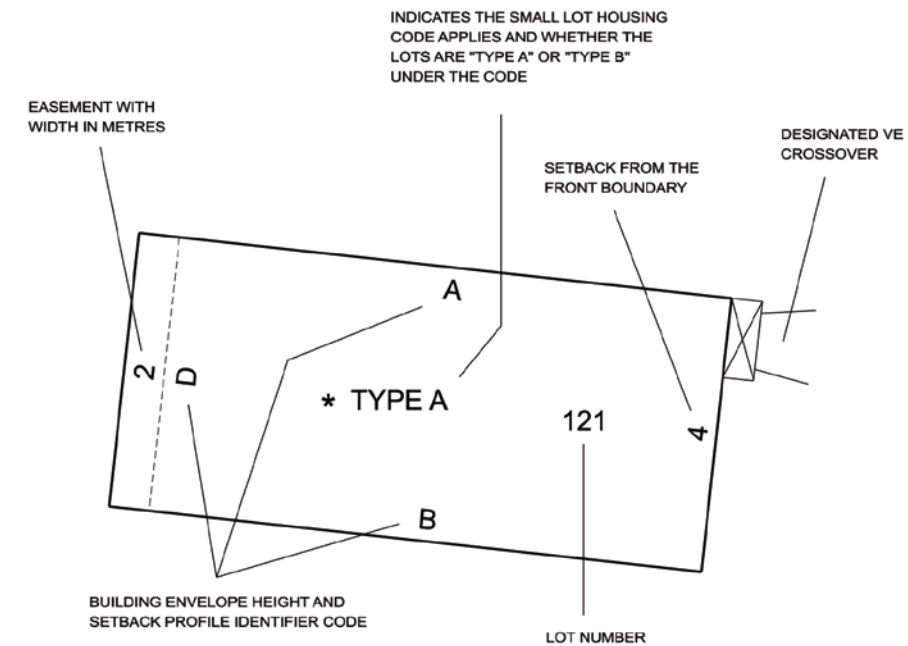 INDICATES THE SMALL LOT HOUSING
CODE APPLIES AND WHETHER THE
LOTS ARE "TYPE A" OR "TYPE B"
UNDER THE CODE
EASEMENT WITH
WIDTH IN METRES
DESIGNATED VE
CROSSOVER
SETBACK FROM THE
FRONT BOUNDARY
A
2
D
* TYPE A
121
4
B
BUILDING ENVELOPE HEIGHT AND
SETBACK PROFILE IDENTIFIER CODE
LOT NUMBER